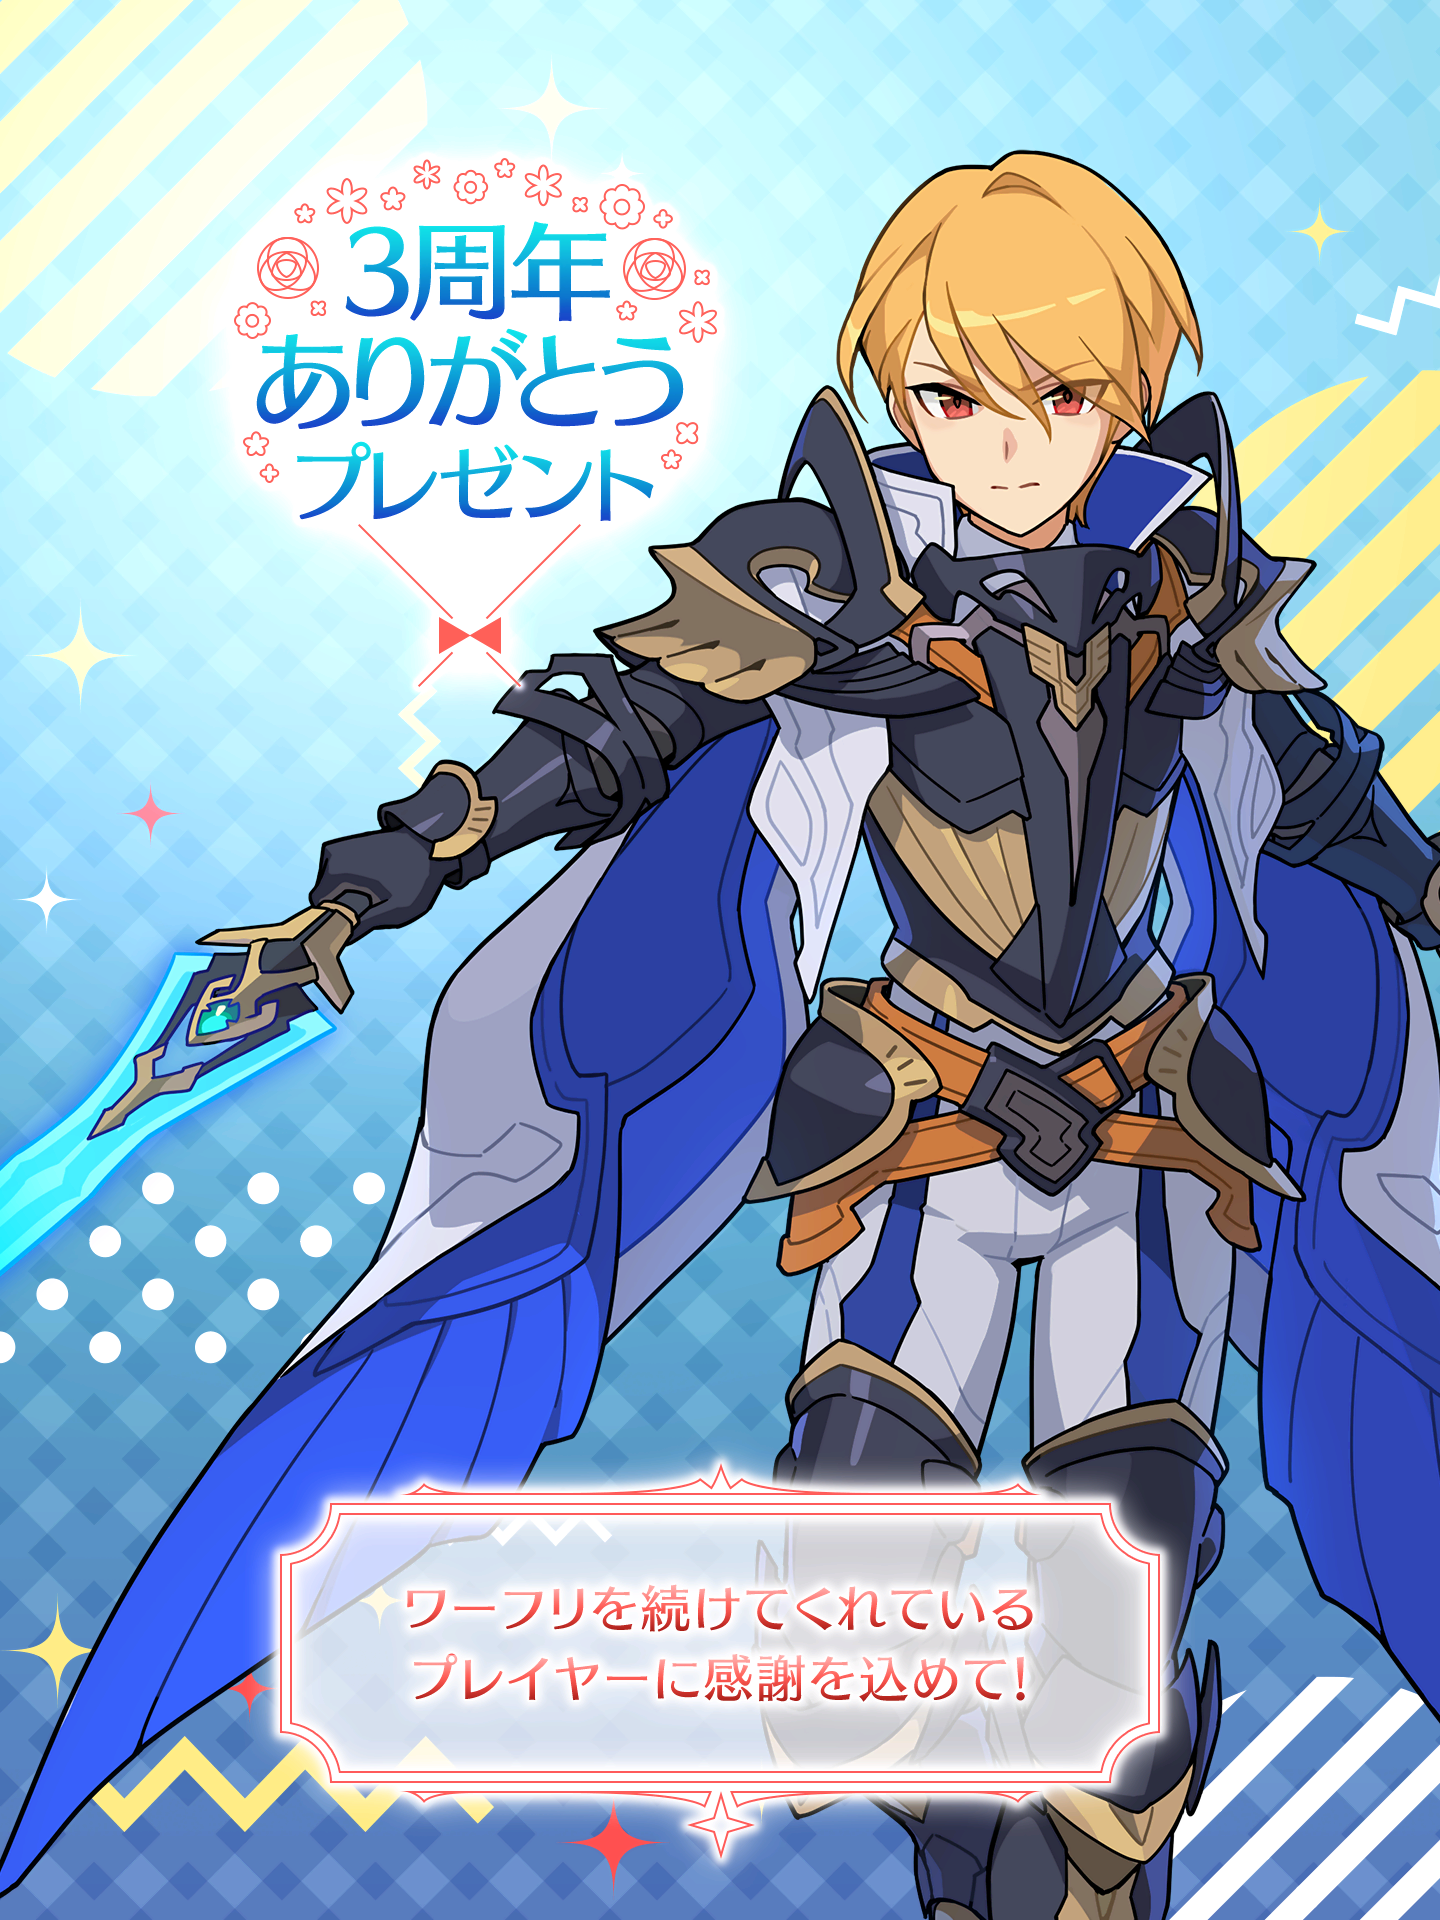 3周年
ありがとう
プレゼント
ワーフリを続けてくれている
プレイヤーに感謝を込めて!